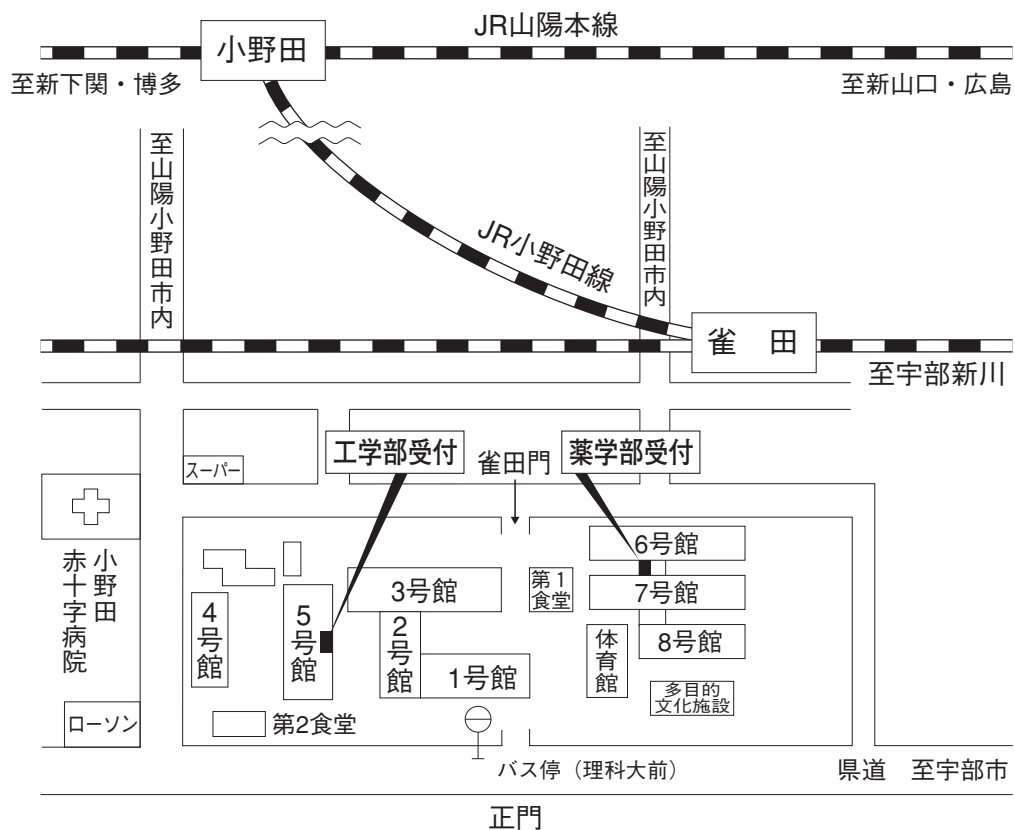 JR山陽本線
小野田
至新下関・博多
至新山口・広島
至山陽小野田市内
至山陽小野田市内
JR小野田線
雀　田
至宇部新川
工学部受付
雀田門
薬学部受付
スーパー
小野田
赤十字病院
6号館
3号館
第1
食堂
7号館
4号館
5号館
2号館
8号館
体育館
1号館
多目的
文化施設
ローソン
第2食堂
バス停（理科大前）
県道　至宇部市
正門